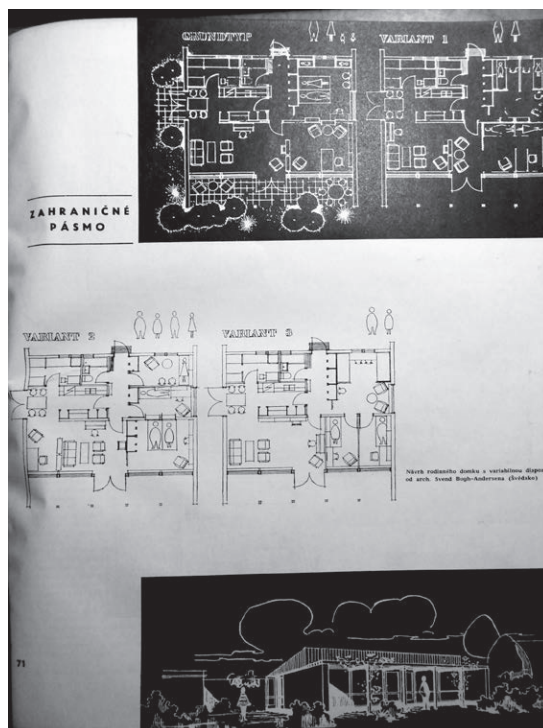 GRUNDTYP
VARIANT 1
ZAHRANIČNÉ
PÁSMO
VARIANT 2
VARIANT 3
Návrh rodinného domku s variabilnou dispoz
od arch. Svend Bogh-Andersena (Švédsko)
71